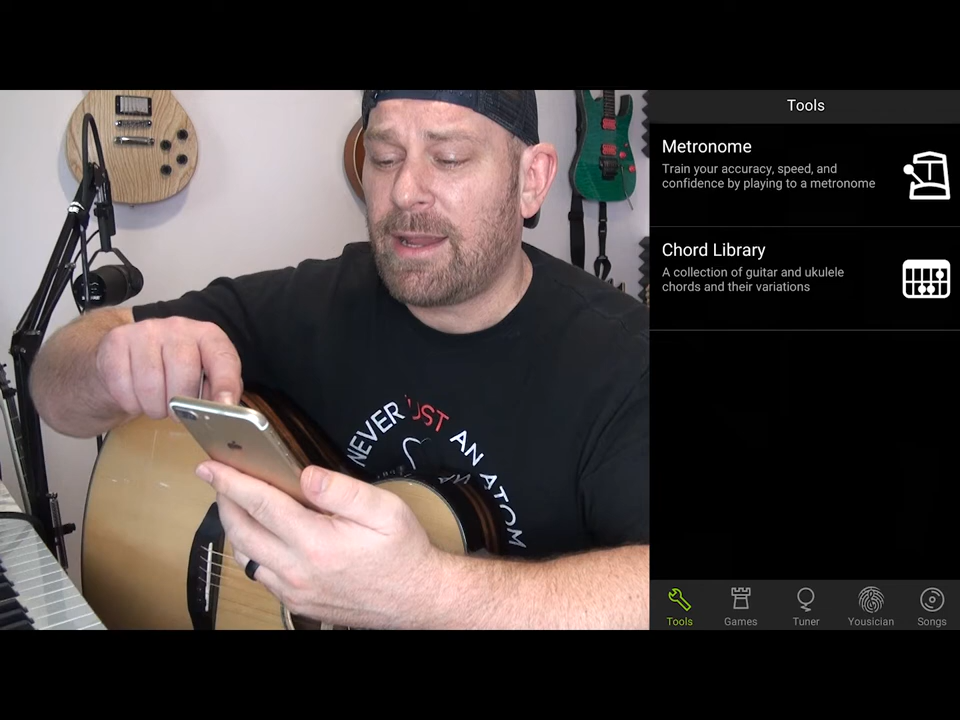 Tools
Metronome
Train your accuracy, speed, and
confidence by playing to a metronome
Chord Library
A collection of guitar and ukulele
chords and their variations
Tools
Games
Tuner
Yousician
Songs
NEVER
UST
AN ATOM